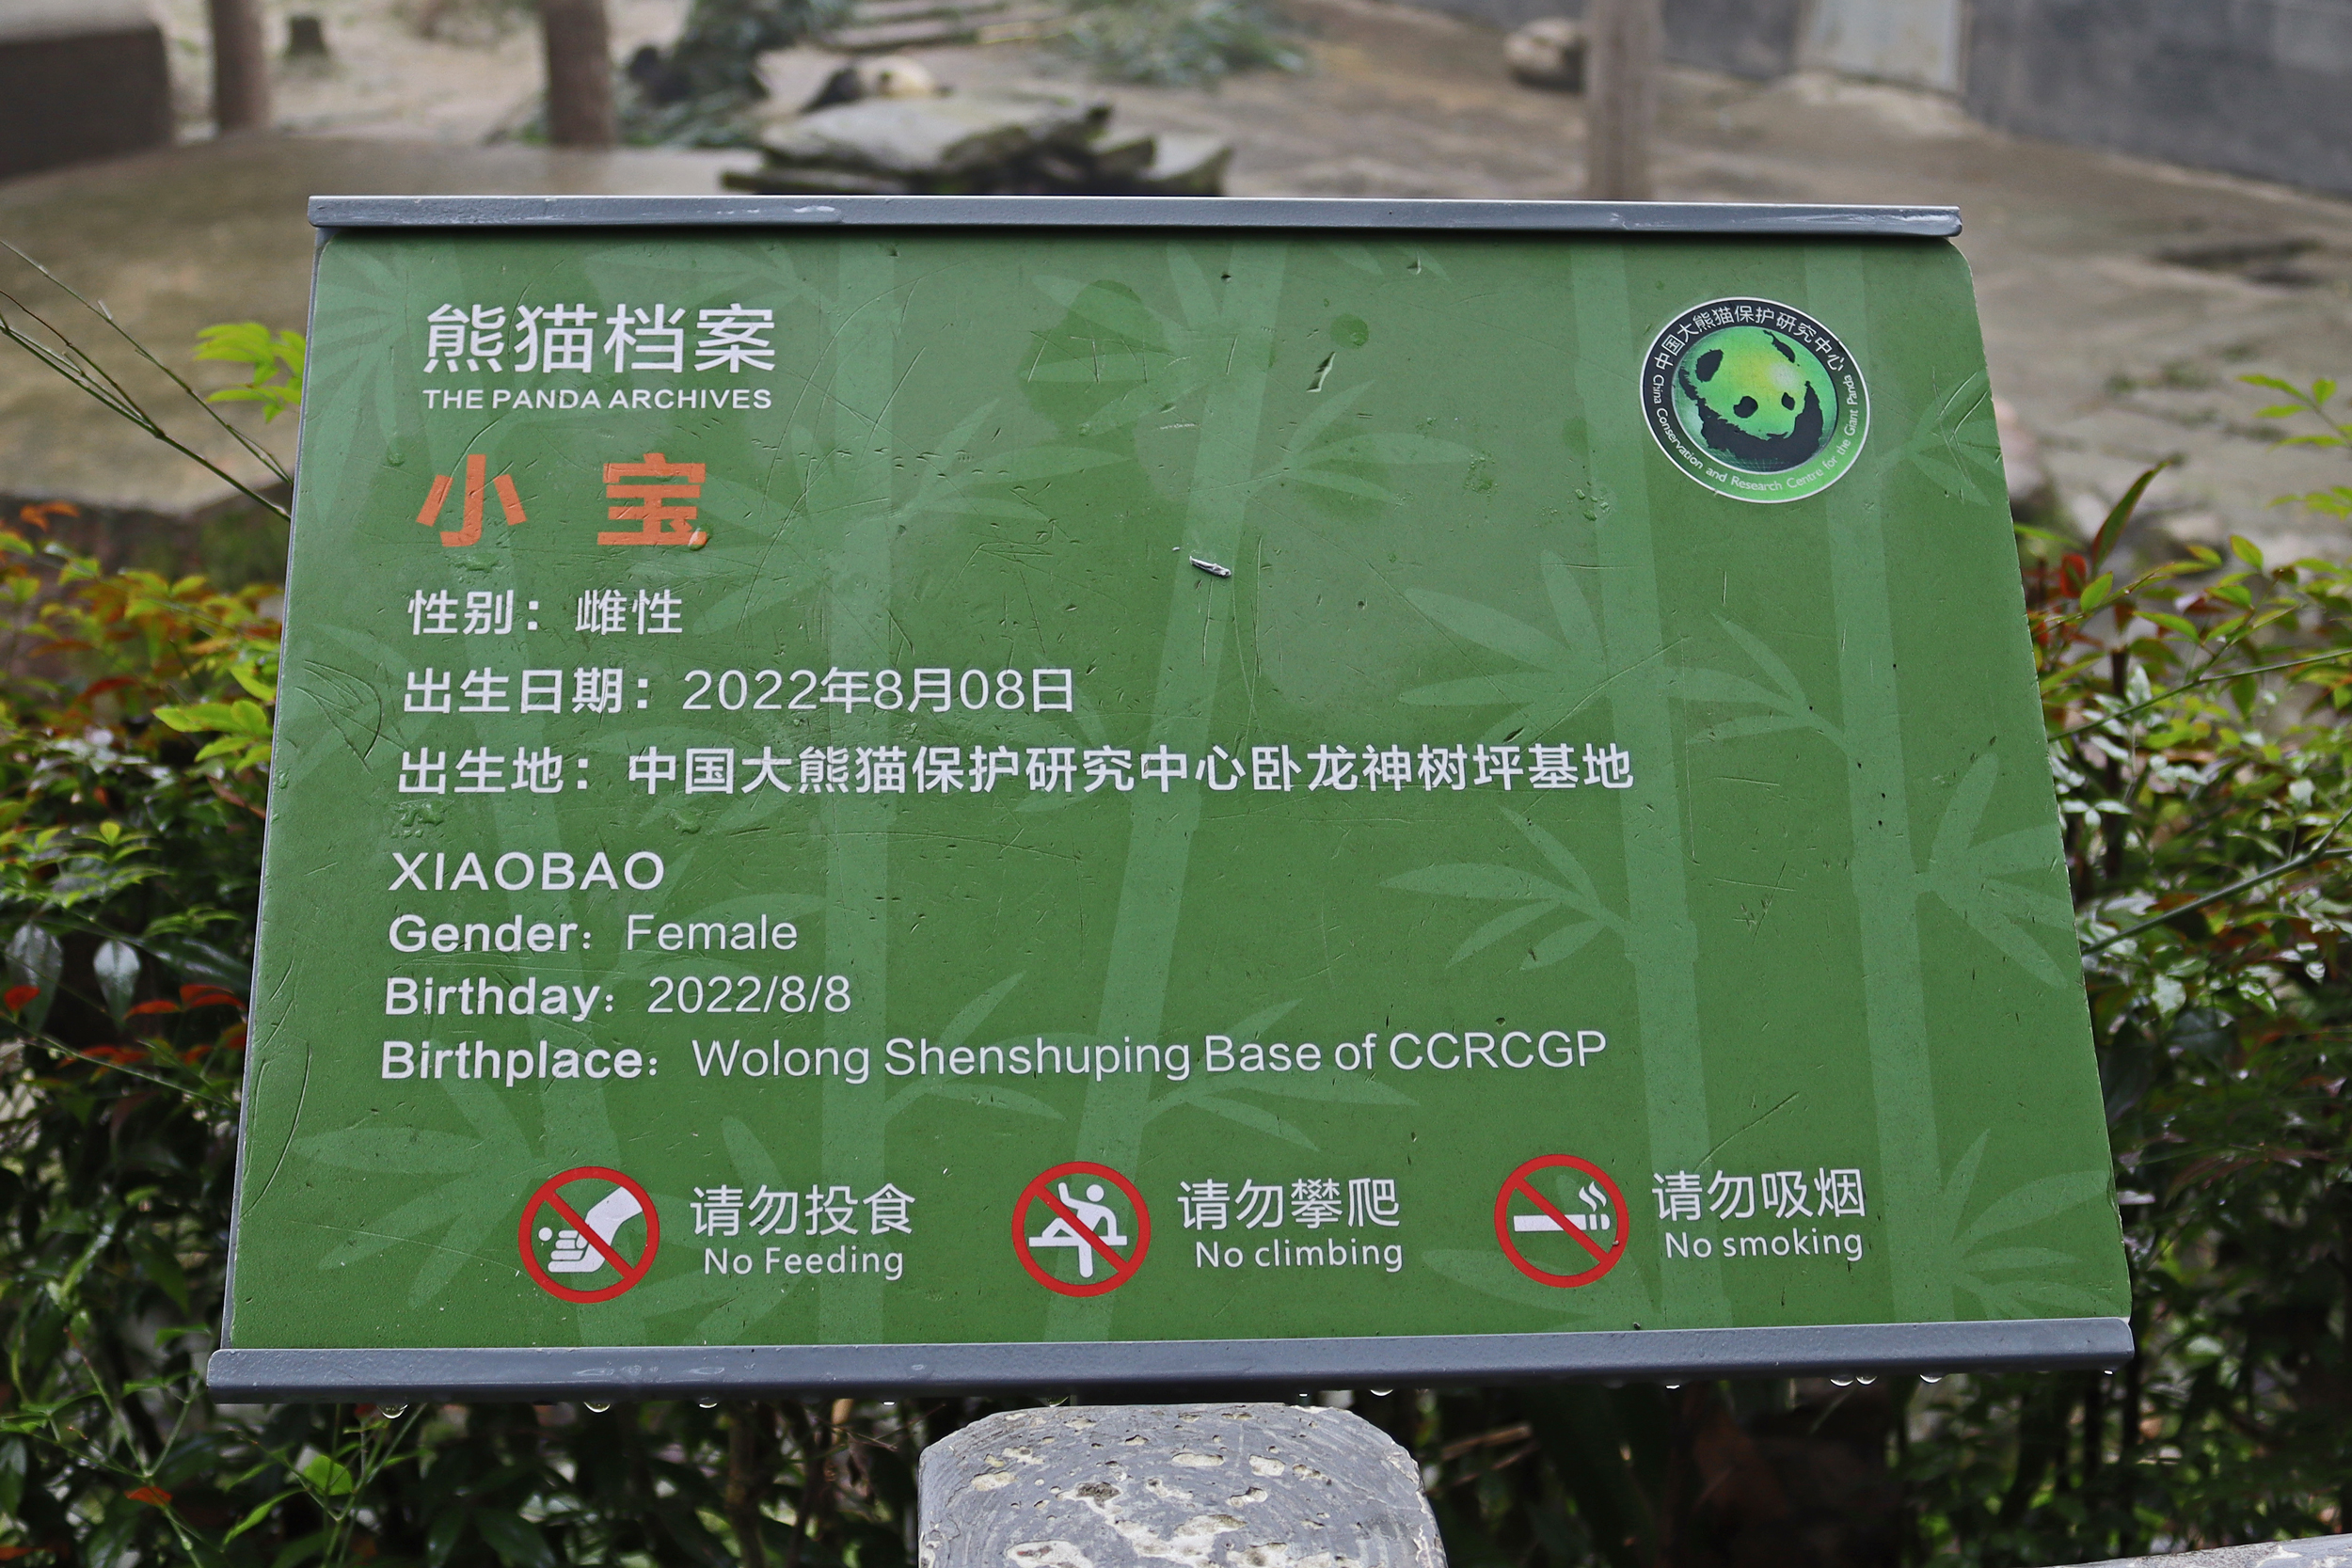 熊猫档案
THE PANDA ARCHIVES
中国大熊猫保护研究中心
China Conservation and Research Centre for the Giant Panda
小 宝
性别：雌性
出生日期：2022年8月08日
出生地：中国大熊猫保护研究中心卧龙神树坪基地
XIAOBAO
Gender：Female
Birthday：2022/8/8
Birthplace：Wolong Shenshuping Base of CCRCGP
请勿投食
No Feeding
请勿攀爬
No climbing
请勿吸烟
No smoking